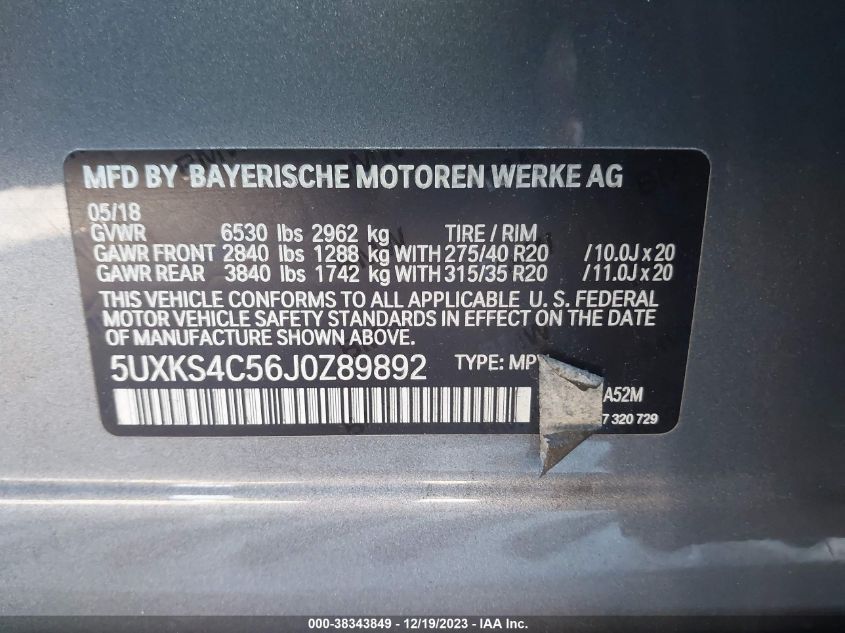 MFD BY BAYERISCHE MOTOREN WERKE AG
05/18
GVWR 6530 lbs 2962 kg TIRE / RIM
GAWR FRONT 2840 lbs 1288 kg WITH 275/40 R20 / 10.0J x 20
GAWR REAR 3840 lbs 1742 kg WITH 315/35 R20 / 11.0J x 20
THIS VEHICLE CONFORMS TO ALL APPLICABLE U. S. FEDERAL
MOTOR VEHICLE SAFETY STANDARDS IN EFFECT ON THE DATE
OF MANUFACTURE SHOWN ABOVE.
5UXKS4C56J0Z89892 TYPE: MP
A52M
7 320 729
000-38343849 - 12/19/2023 - IAA Inc.